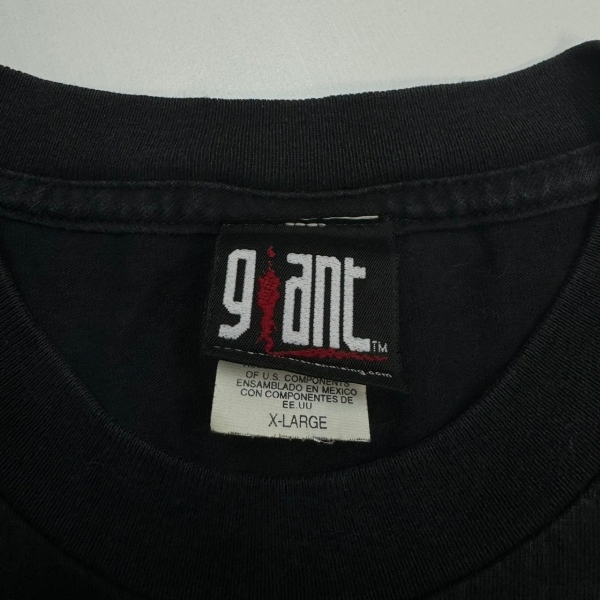 giant
TM
OF U.S. COMPONENTS
ENSAMBLADO EN MEXICO
CON COMPONENTES DE
EE.UU
X-LARGE